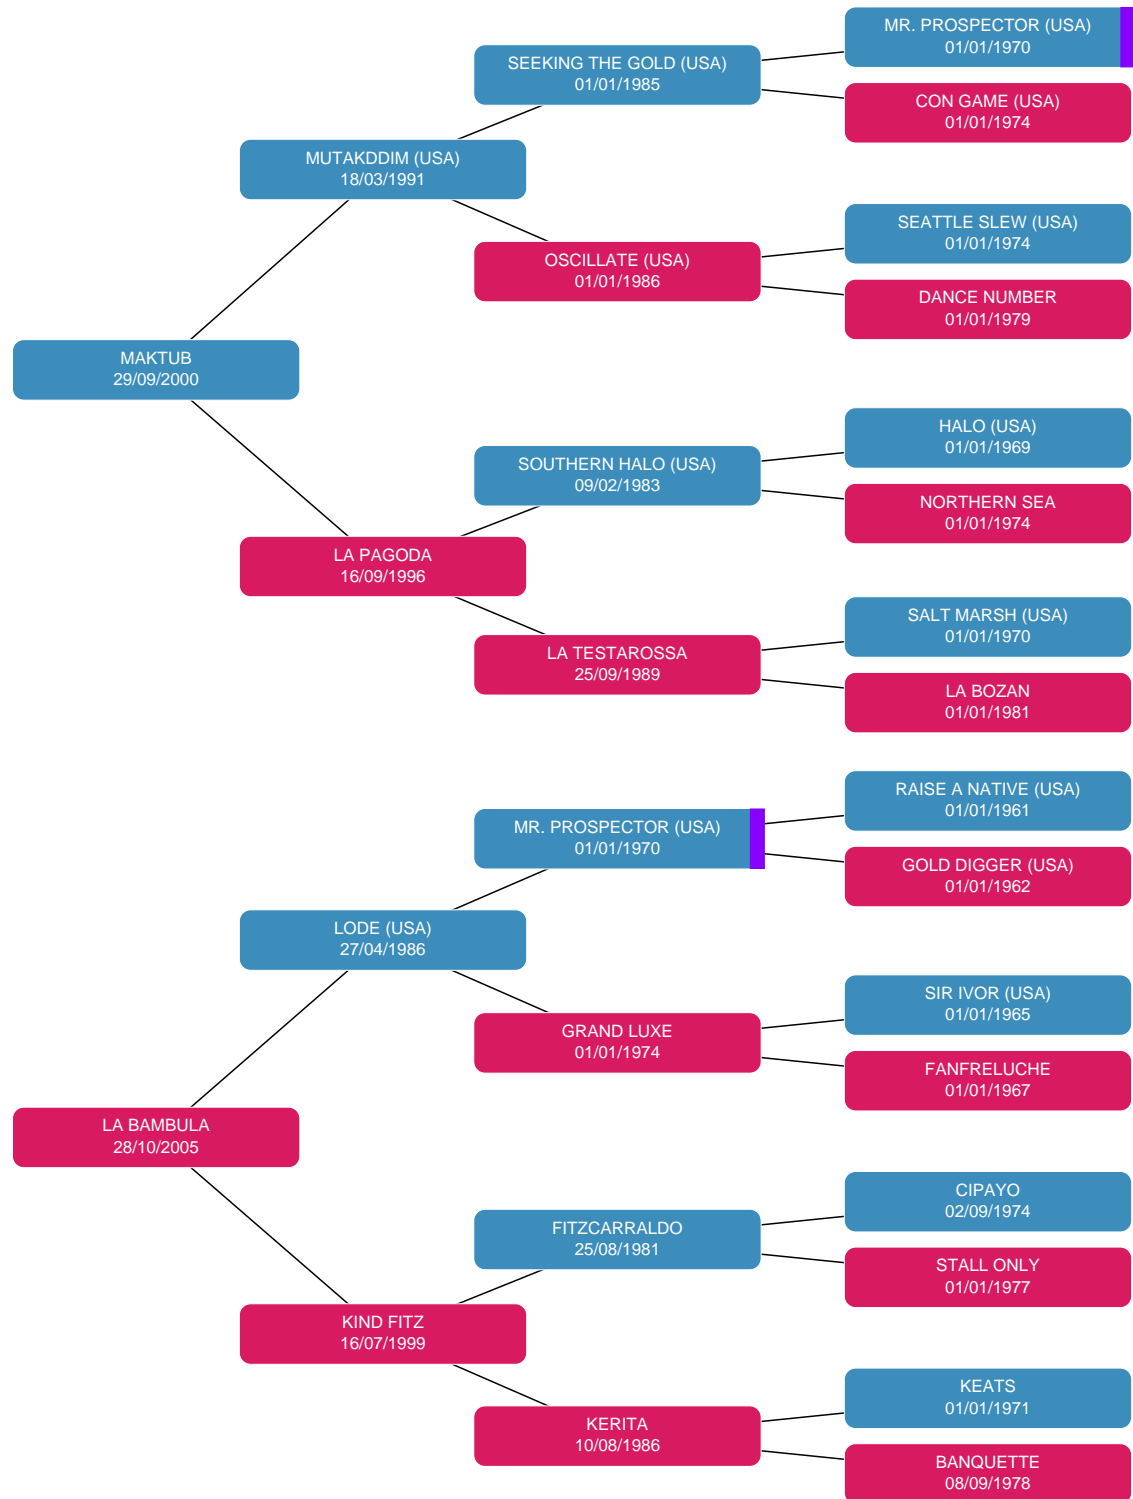 MR. PROSPECTOR (USA)
01/01/1970
SEEKING THE GOLD (USA)
01/01/1985
CON GAME (USA)
01/01/1974
MUTAKDDIM (USA)
18/03/1991
SEATTLE SLEW (USA)
01/01/1974
OSCILLATE (USA)
01/01/1986
DANCE NUMBER
01/01/1979
MAKTUB
29/09/2000
HALO (USA)
01/01/1969
SOUTHERN HALO (USA)
09/02/1983
NORTHERN SEA
01/01/1974
LA PAGODA
16/09/1996
SALT MARSH (USA)
01/01/1970
LA TESTAROSSA
25/09/1989
LA BOZAN
01/01/1981
RAISE A NATIVE (USA)
01/01/1961
MR. PROSPECTOR (USA)
01/01/1970
GOLD DIGGER (USA)
01/01/1962
LODE (USA)
27/04/1986
SIR IVOR (USA)
01/01/1965
GRAND LUXE
01/01/1974
FANFRELUCHE
01/01/1967
LA BAMBULA
28/10/2005
CIPAYO
02/09/1974
FITZCARRALDO
25/08/1981
STALL ONLY
01/01/1977
KIND FITZ
16/07/1999
KEATS
01/01/1971
KERITA
10/08/1986
BANQUETTE
08/09/1978